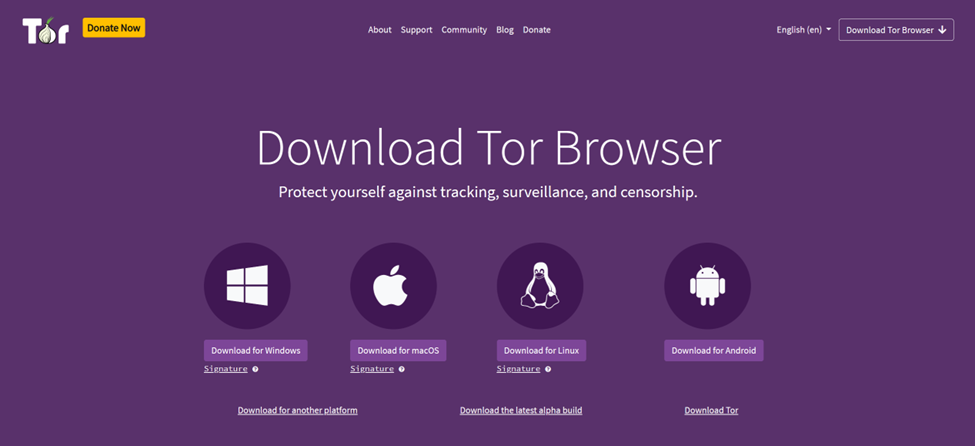 Tor
Donate Now
About Support Community Blog Donate
English (en)
Download Tor Browser
Download Tor Browser
Protect yourself against tracking, surveillance, and censorship.
Download for Windows
Download for macOS
Download for Linux
Download for Android
Signature ?
Signature ?
Signature ?
Download for another platform
Download the latest alpha build
Download Tor